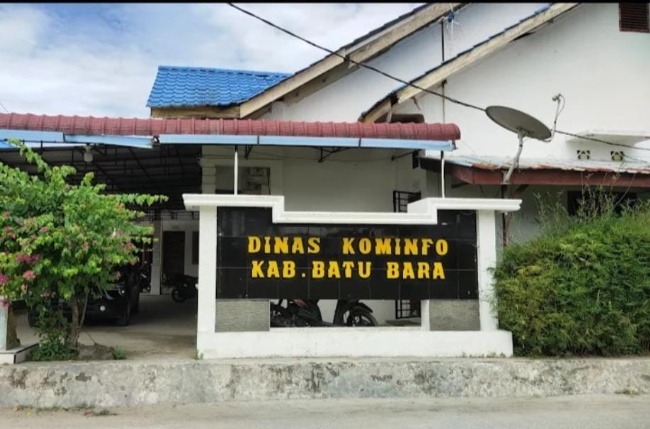 DINAS KOMINFO
KAB. BATU BARA